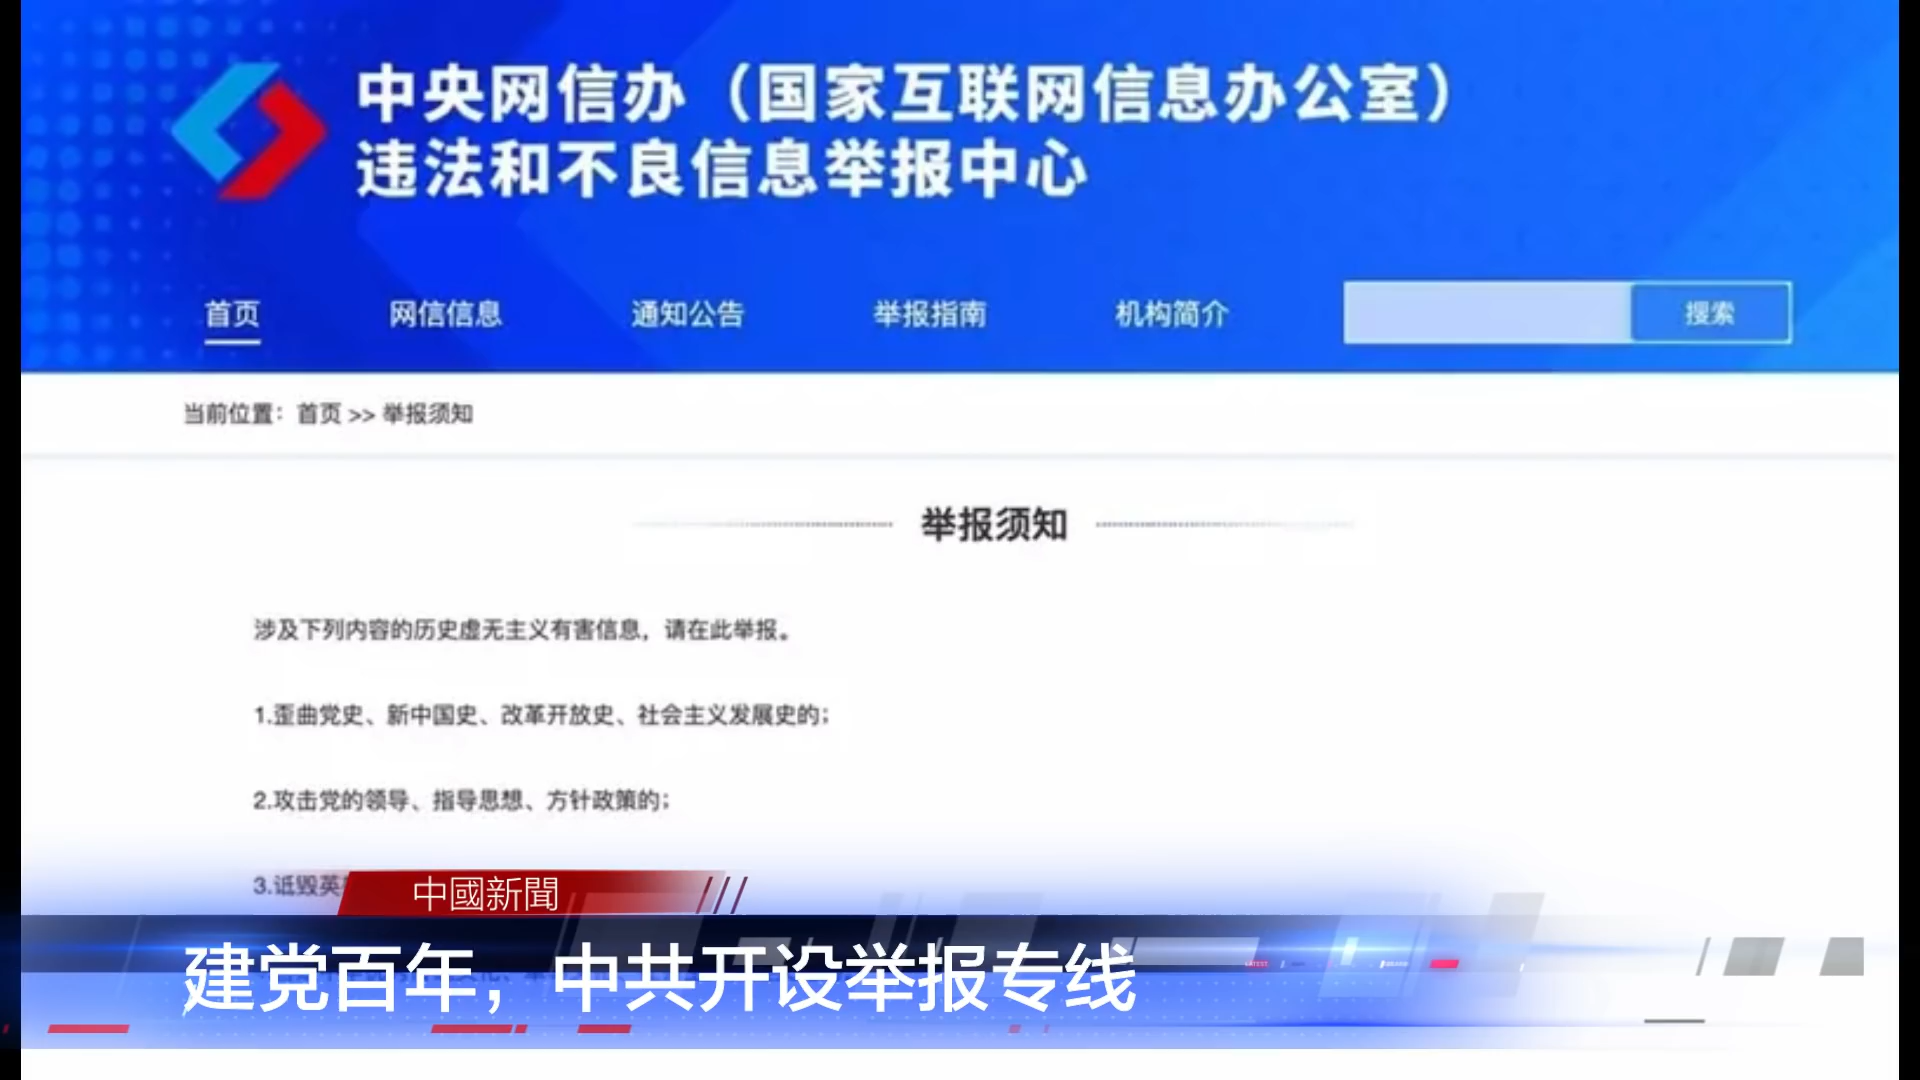 中央网信办（国家互联网信息办公室）
违法和不良信息举报中心
首页 网信信息 通知公告 举报指南 机构简介 搜索
当前位置：首页 >> 举报须知
举报须知
涉及下列内容的历史虚无主义有害信息，请在此举报。
1.歪曲党史、新中国史、改革开放史、社会主义发展史的；
2.攻击党的领导、指导思想、方针政策的；
3.诋毁英
中國新聞
建党百年，中共开设举报专线